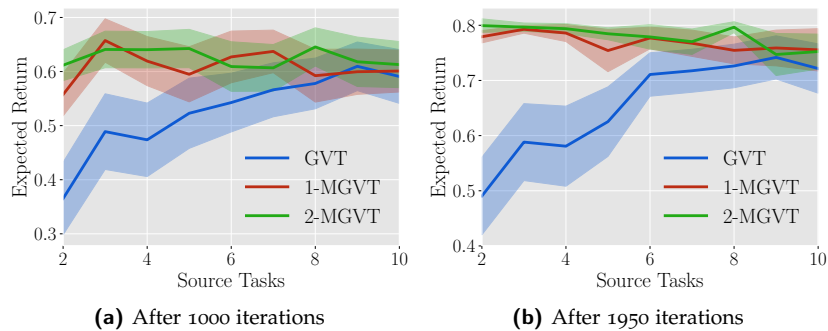 0.7
0.6
0.5
0.4
0.3
Expected Return
GVT
1-MGVT
2-MGVT
2 4 6 8 10
Source Tasks
(a) After 1000 iterations
0.8
0.7
0.6
0.5
0.4
Expected Return
GVT
1-MGVT
2-MGVT
2 4 6 8 10
Source Tasks
(b) After 1950 iterations